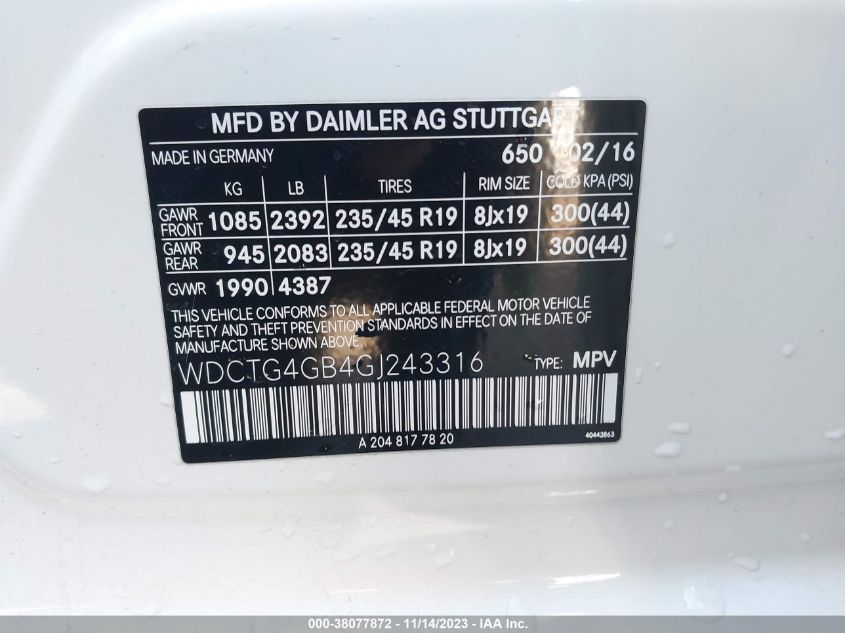 MFD BY DAIMLER AG STUTTGART
MADE IN GERMANY 650 02/16
KG LB TIRES RIM SIZE COLD KPA (PSI)
GAWR FRONT 1085 2392 235/45 R19 8Jx19 300(44)
GAWR REAR 945 2083 235/45 R19 8Jx19 300(44)
GVWR 1990 4387
THIS VEHICLE CONFORMS TO ALL APPLICABLE FEDERAL MOTOR VEHICLE
SAFETY AND THEFT PREVENTION STANDARDS IN EFFECT ON THE DATE OF
MANUFACTURE SHOWN ABOVE.
WDCTG4GB4GJ243316 TYPE: MPV
A 204 817 78 20 40443863
000-38077872 - 11/14/2023 - IAA Inc.